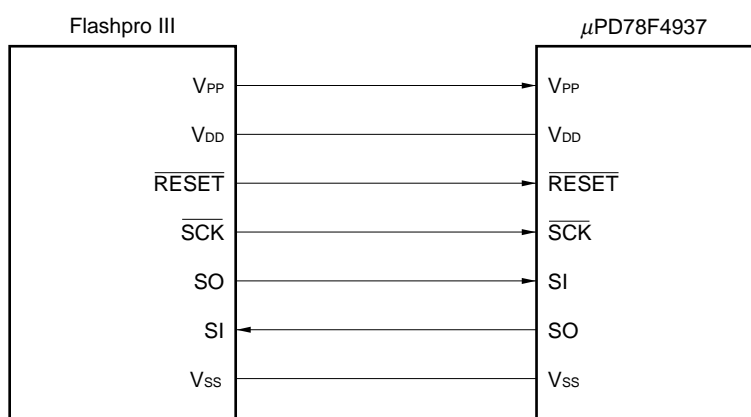 Flashpro III μPD78F4937
VPP VPP
VDD VDD
RESET RESET
SCK SCK
SO SI
SI SO
VSS VSS